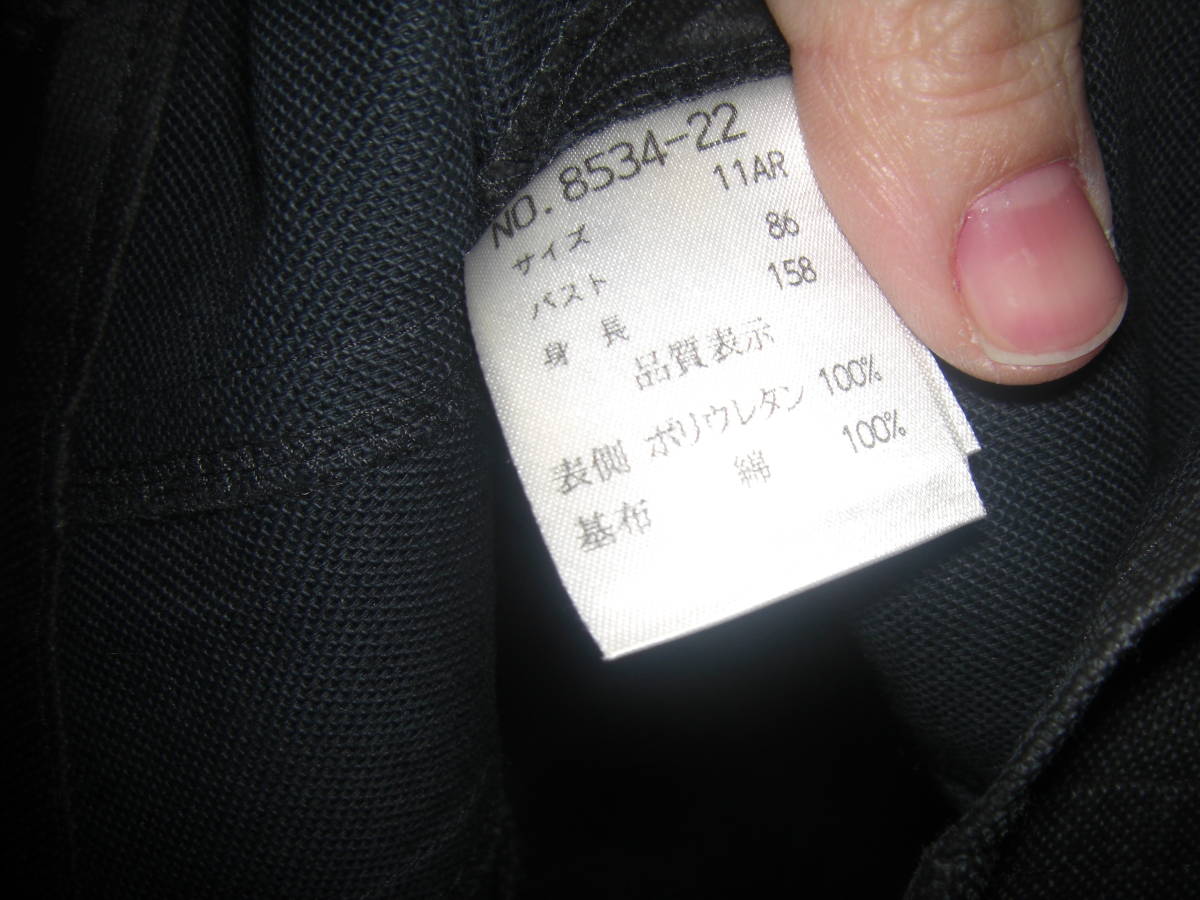 NO. 8534-22
サイズ 11AR
バスト 86
身長 158
品質表示
表側 ポリウレタン 100%
基布 綿 100%